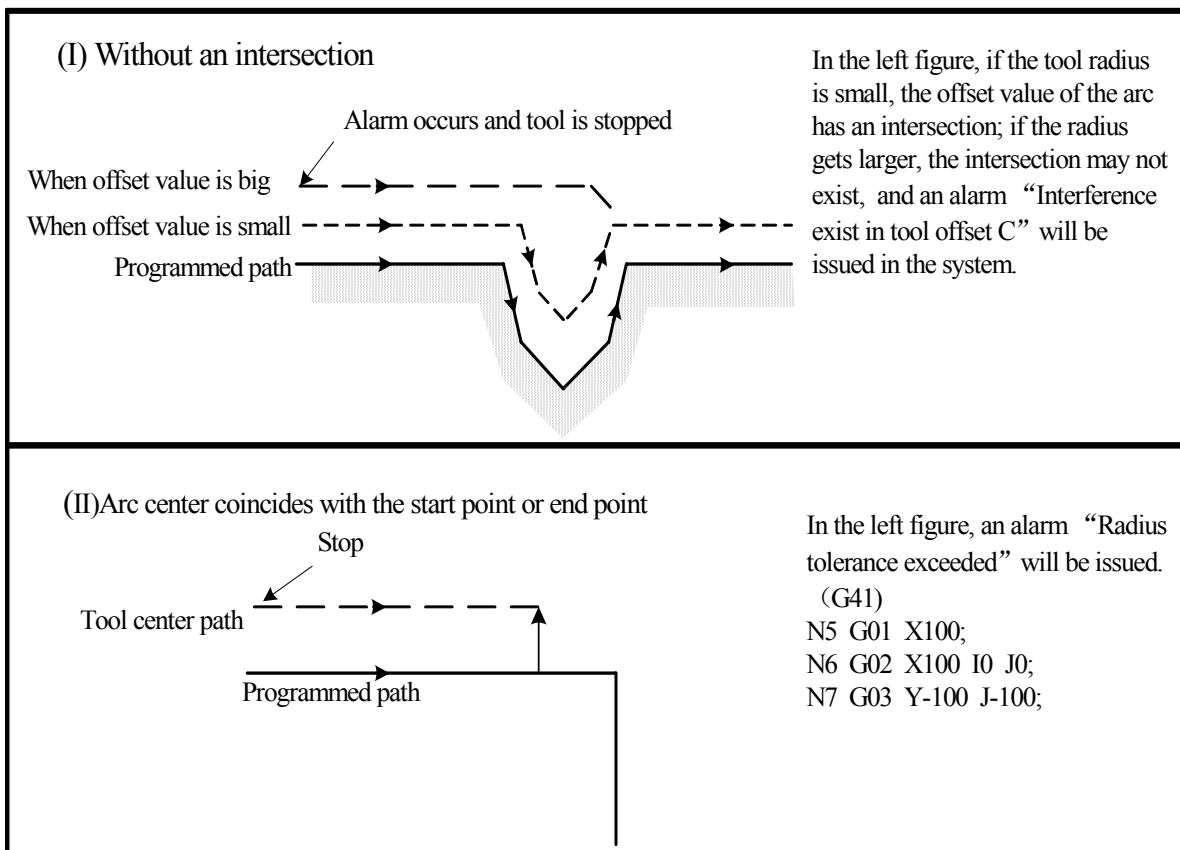 (I) Without an intersection
Alarm occurs and tool is stopped
When offset value is big
When offset value is small
Programmed path
In the left figure, if the tool radius
is small, the offset value of the arc
has an intersection; if the radius
gets larger, the intersection may not
exist, and an alarm “Interference
exist in tool offset C” will be
issued in the system.
(II)Arc center coincides with the start point or end point
Stop
Tool center path
Programmed path
In the left figure, an alarm “Radius
tolerance exceeded” will be issued.
（G41)
N5 G01 X100;
N6 G02 X100 I0 J0;
N7 G03 Y-100 J-100;